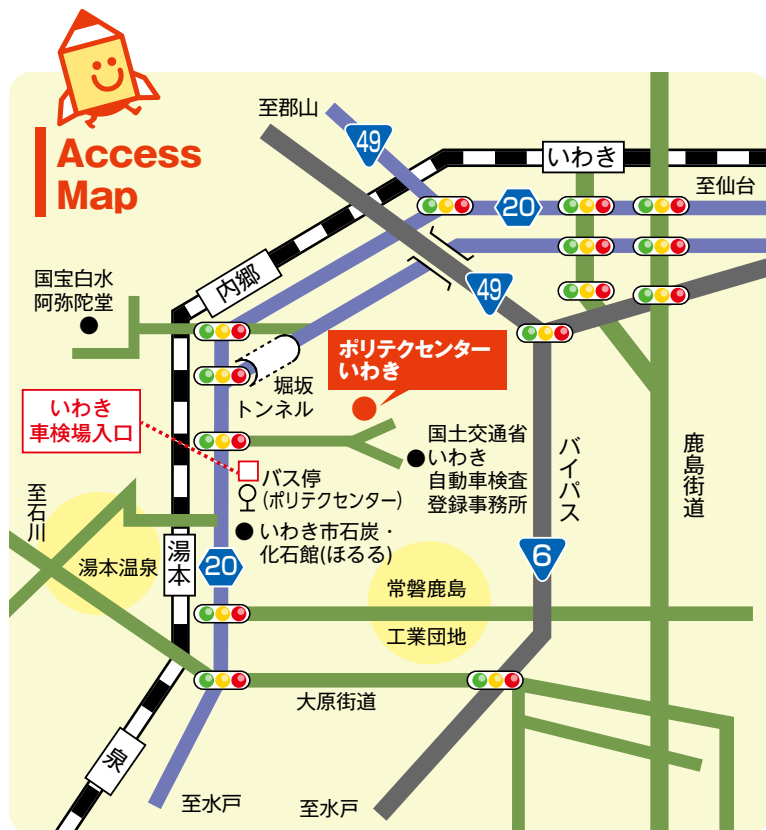 Access
Map
至郡山
49
いわき
至仙台
20
内郷
49
国宝白水
阿弥陀堂
ポリテクセンター
いわき
堀坂
トンネル
いわき
車検場入口
国土交通省
いわき
自動車検査
登録事務所
バイパス
鹿島街道
バス停
(ポリテクセンター)
至石川
いわき市石炭・
化石館(ほるる)
湯本
湯本温泉
20
6
常磐鹿島
工業団地
大原街道
泉
至水戸
至水戸